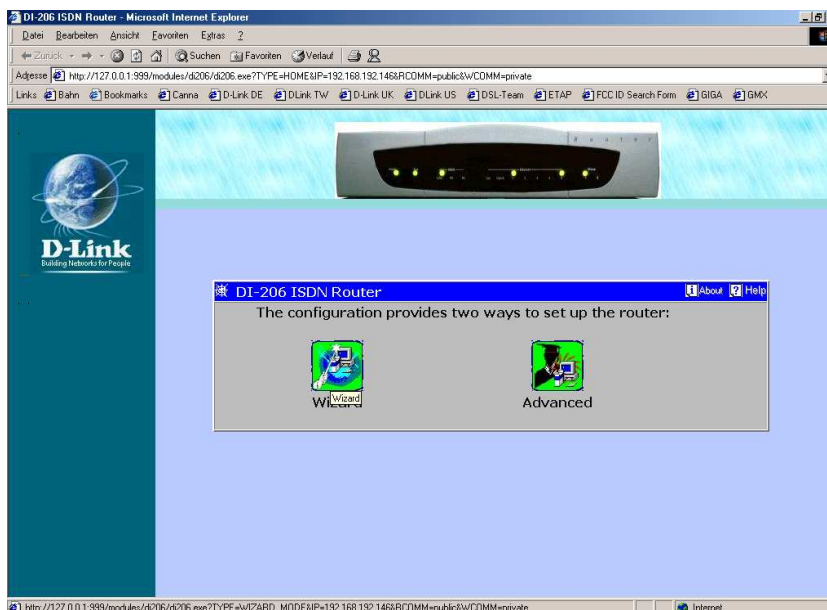 DI-206 ISDN Router - Microsoft Internet Explorer
Datei Bearbeiten Ansicht Favoriten Extras ?
Zurück Suchen Favoriten Verlauf
Adresse http://127.0.0.1:999/modules/di206/di206.exe?TYPE=HOME&IP=192.168.192.146&RCOMM=public&WCOMM=private
Links Bahn Bookmarks Canna D-Link DE DLink TW D-Link UK DLink US DSL-Team ETAP FCC ID Search Form GIGA GMX
Router
D-Link
Building Networks for People
DI-206 ISDN Router About Help
The configuration provides two ways to set up the router:
Wizard
Wizard Advanced
http://127.0.0.1:999/modules/di206/di206.exe?TYPE=WIZARD_MODE&IP=192.168.192.146&RCOMM=public&WCOMM=private Internet